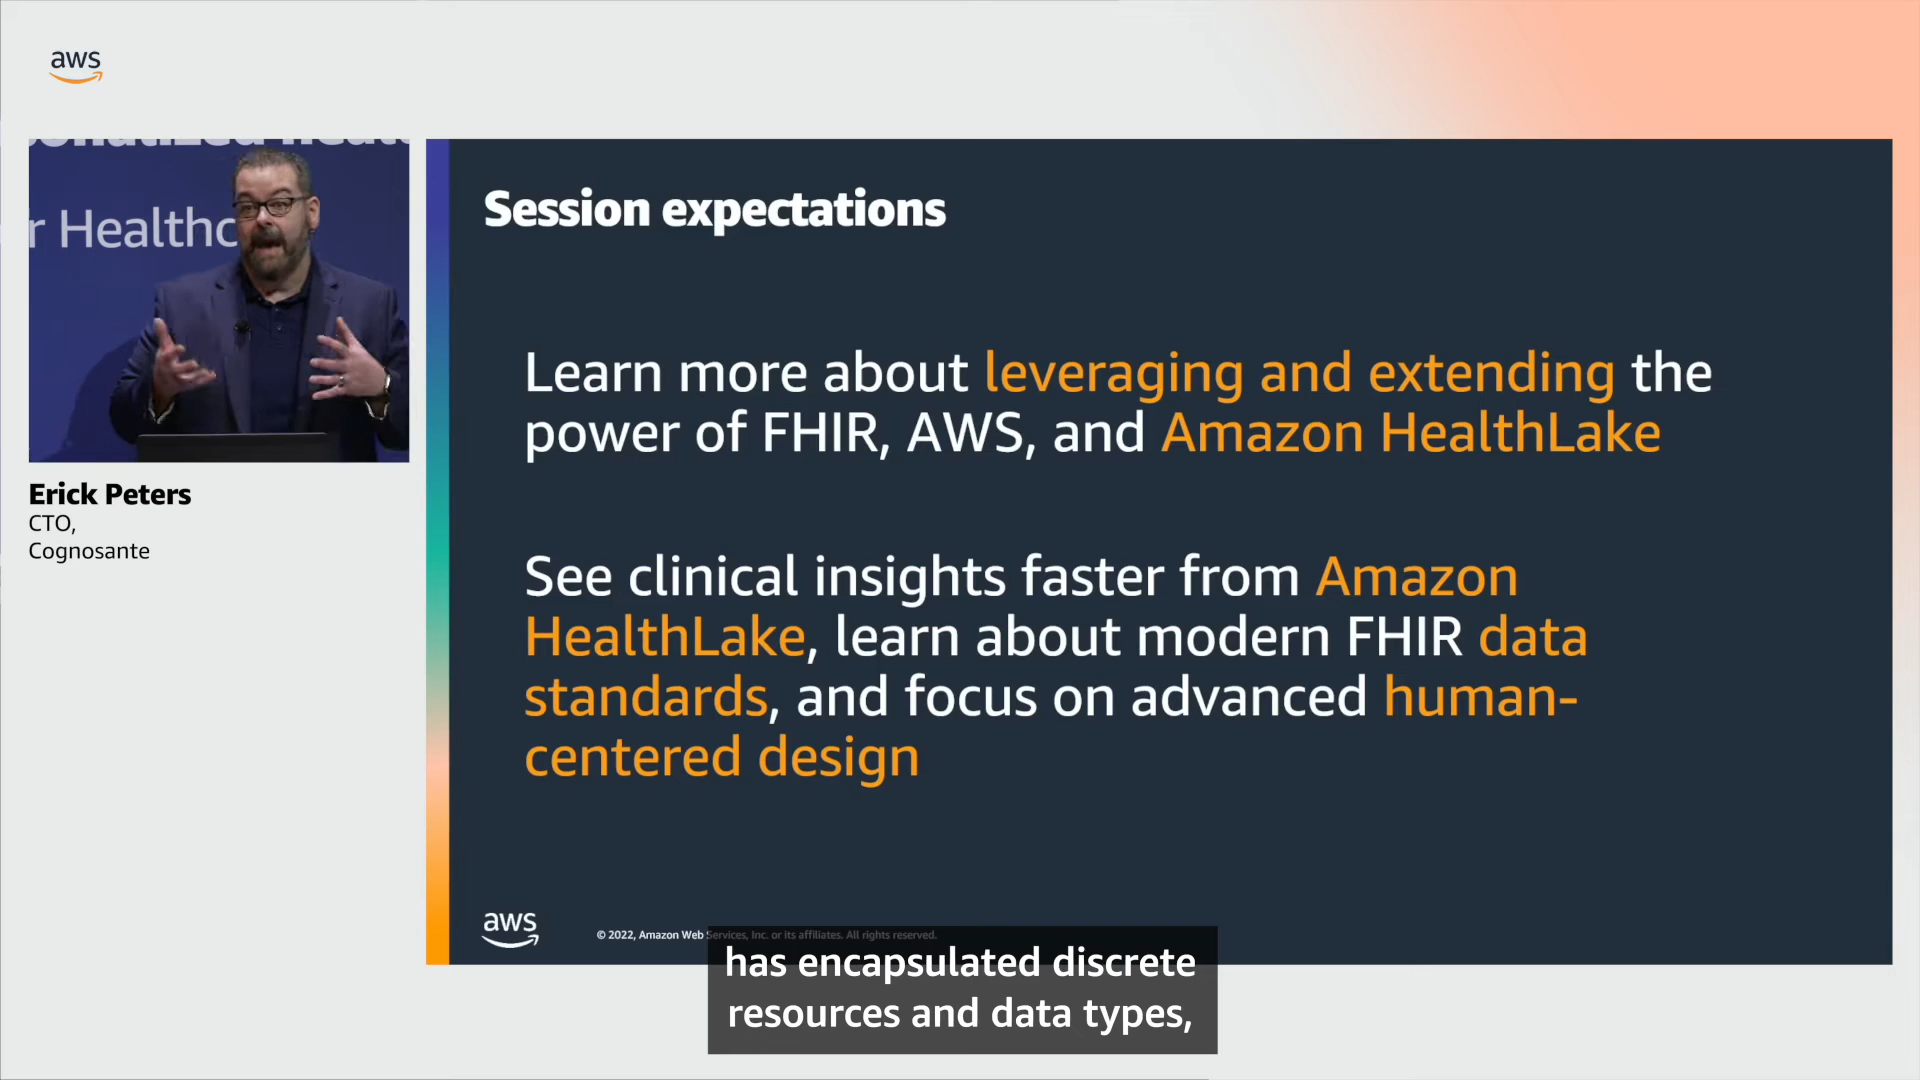 aws
r Healthc
Erick Peters
CTO,
Cognosante
Session expectations
Learn more about leveraging and extending the
power of FHIR, AWS, and Amazon HealthLake
See clinical insights faster from Amazon
HealthLake, learn about modern FHIR data
standards, and focus on advanced human-
centered design
aws
© 2022, Amazon Web Services, Inc. or its affiliates. All rights reserved.
has encapsulated discrete
resources and data types,